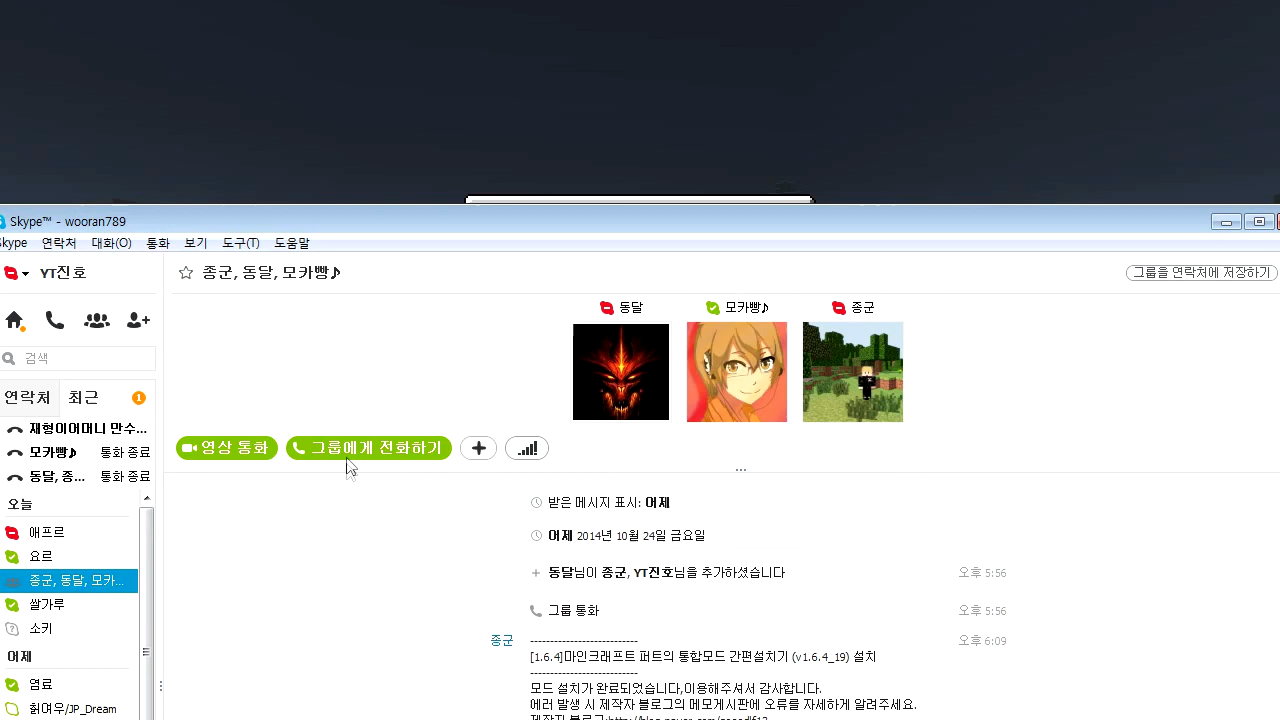 Skype™ - wooran789
Skype 연락처 대화(O) 통화 보기 도구(T) 도움말
YT진호
종군, 동달, 모카빵♪
그룹을 연락처에 저장하기
동달
모카빵♪
종군
검색
연락처 최근 1
재형이어머니 만수...
모카빵♪ 통화 종료
동달, 종... 통화 종료
오늘
애프르
요르
종군, 동달, 모카...
쌀가루
소키
어제
염료
붉여우/JP_Dream
영상 통화
그룹에게 전화하기
받은 메시지 표시: 어제
어제 2014년 10월 24일 금요일
동달님이 종군, YT진호님을 추가하셨습니다 오후 5:56
그룹 통화 오후 5:56
종군 --------------------------- 오후 6:09
[1.6.4]마인크래프트 퍼트의 통합모드 간편설치기 (v1.6.4_19) 설치
---------------------------
모드 설치가 완료되었습니다,이용해주셔서 감사합니다.
에러 발생 시 제작자 블로그의 메모게시판에 오류를 자세하게 알려주세요.